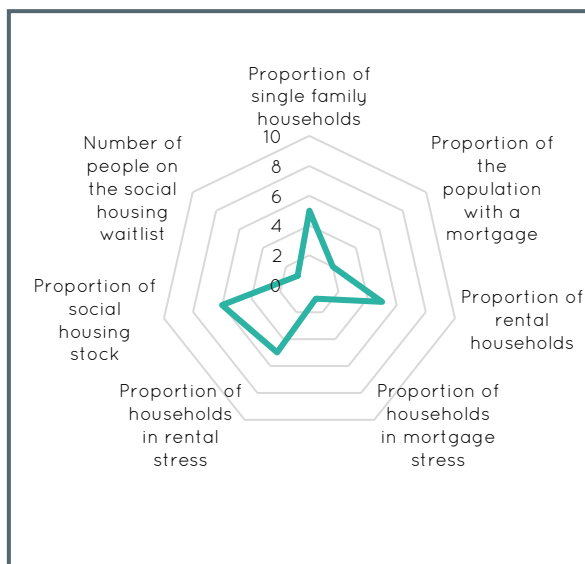 Proportion of
single family
households
10
8
6
4
2
0
Proportion of
the
population
with a
mortgage
Proportion of
rental
households
Proportion of
households
in mortgage
stress
Proportion of
households
in rental
stress
Proportion of
social
housing
stock
Number of
people on
the social
housing
waitlist